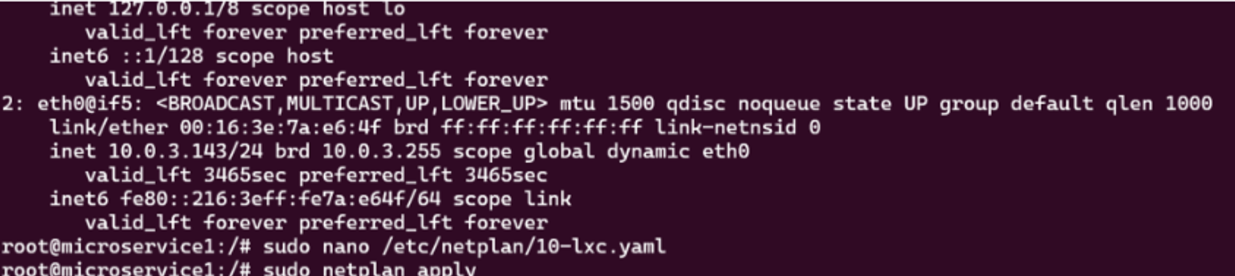 inet 127.0.0.1/8 scope host lo
valid_lft forever preferred_lft forever
inet6 ::1/128 scope host
valid_lft forever preferred_lft forever
2: eth0@if5: <BROADCAST,MULTICAST,UP,LOWER_UP> mtu 1500 qdisc noqueue state UP group default qlen 1000
link/ether 00:16:3e:7a:e6:4f brd ff:ff:ff:ff:ff:ff link-netnsid 0
inet 10.0.3.143/24 brd 10.0.3.255 scope global dynamic eth0
valid_lft 3465sec preferred_lft 3465sec
inet6 fe80::216:3eff:fe7a:e64f/64 scope link
valid_lft forever preferred_lft forever
root@microservice1:/# sudo nano /etc/netplan/10-lxc.yaml
root@microservice1:/# sudo netplan apply